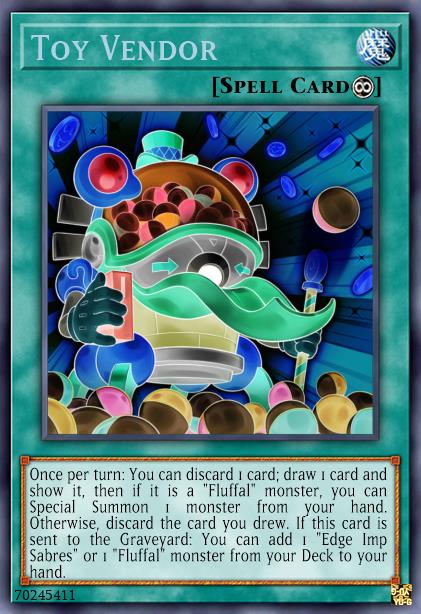 Toy Vendor
魔
[Spell Card]
Once per turn: You can discard 1 card; draw 1 card and
show it, then if it is a "Fluffal" monster, you can
Special Summon 1 monster from your hand.
Otherwise, discard the card you drew. If this card is
sent to the Graveyard: You can add 1 "Edge Imp
Sabres" or 1 "Fluffal" monster from your Deck to your
hand.
70245411